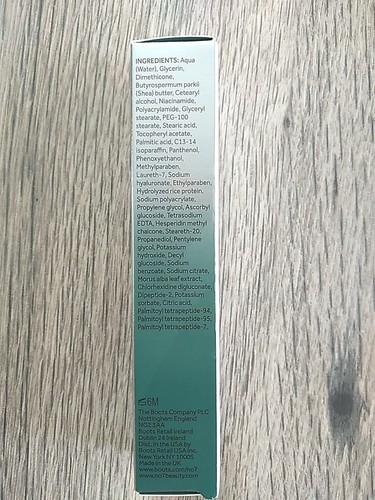 INGREDIENTS: Aqua
(Water), Glycerin,
Dimethicone,
Butyrospermum parkii
(Shea) butter, Cetearyl
alcohol, Niacinamide,
Polyacrylamide, Glyceryl
stearate, PEG-100
stearate, Stearic acid,
Tocopheryl acetate,
Palmitic acid, C13-14
isoparaffin, Panthenol,
Phenoxyethanol,
Methylparaben,
Laureth-7, Sodium
hyaluronate, Ethylparaben,
Hydrolyzed rice protein,
Sodium polyacrylate,
Propylene glycol, Ascorbyl
glucoside, Tetrasodium
EDTA, Hesperidin methyl
chalcone, Steareth-20,
Propanediol, Pentylene
glycol, Potassium
hydroxide, Decyl
glucoside, Sodium
benzoate, Sodium citrate,
Morus alba leaf extract,
Chlorhexidine digluconate,
Dipeptide-2, Potassium
sorbate, Citric acid,
Palmitoyl tetrapeptide-94,
Palmitoyl tetrapeptide-95,
Palmitoyl tetrapeptide-7.
6M
The Boots Company PLC
Nottingham England
NG2 3AA
Boots Retail Ireland
Dublin 24 Ireland
Dist. in the USA by
Boots Retail USA Inc.
New York NY 10005
Made in the UK
www.boots.com/no7
www.no7beauty.com